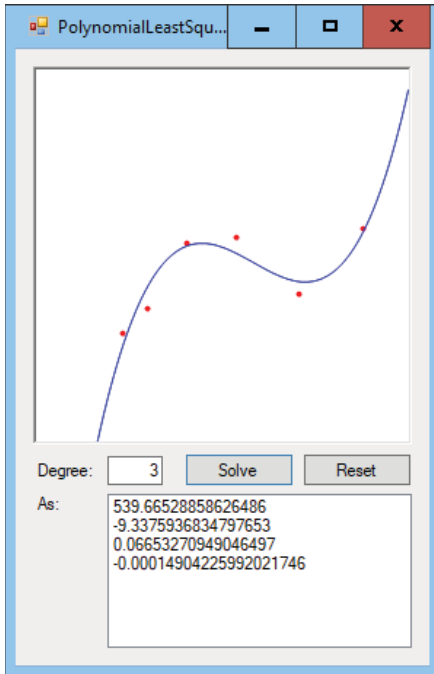 PolynomialLeastSqu...
Degree: 3 Solve Reset
As:
539.66528858626486
-9.3375936834797653
0.06653270949046497
-0.00014904225992021746